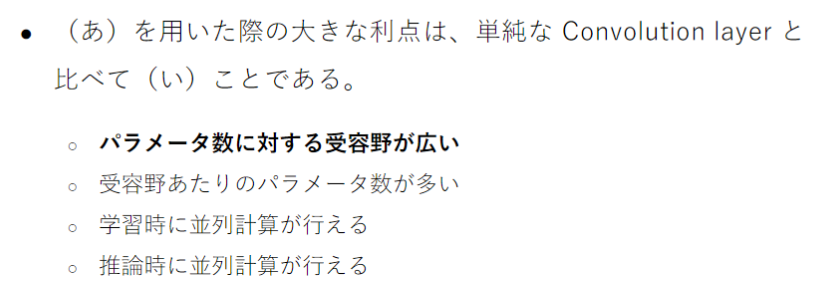 ● （あ）を用いた際の大きな利点は、単純な Convolution layer と
比べて（い）ことである。
○ パラメータ数に対する受容野が広い
○ 受容野あたりのパラメータ数が多い
○ 学習時に並列計算が行える
○ 推論時に並列計算が行える